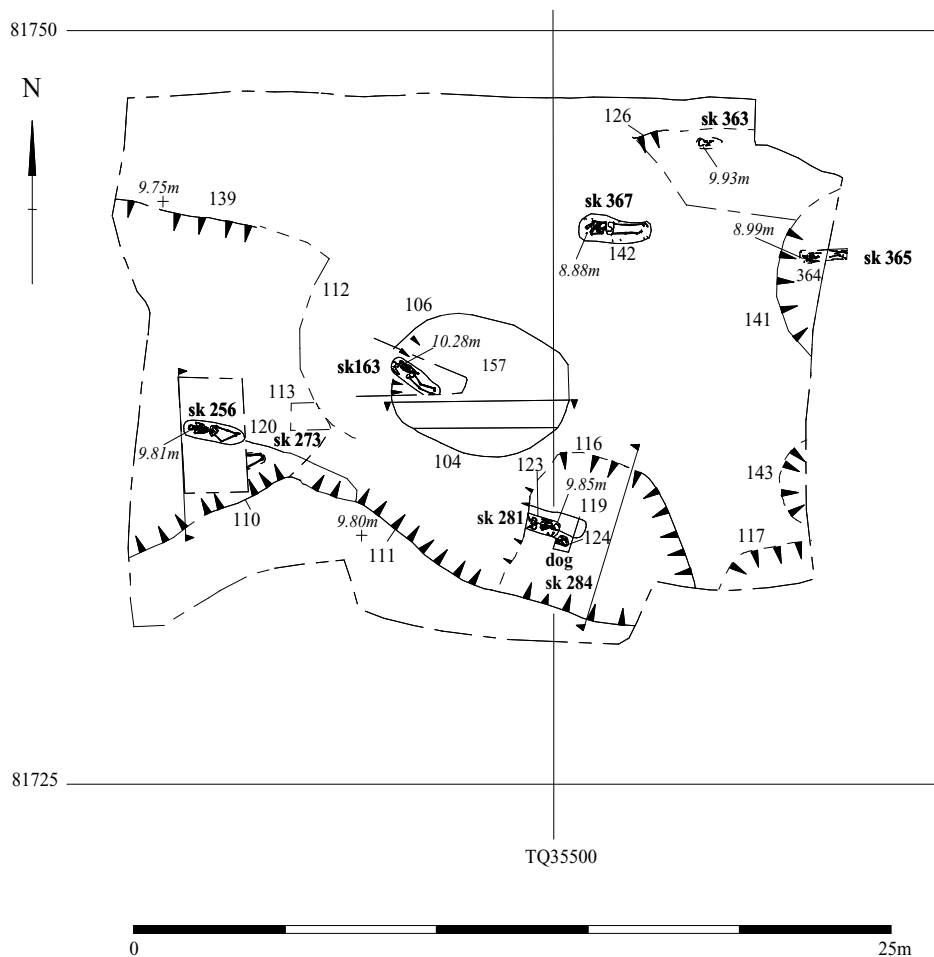 81750
N
126
sk 363
9.93m
9.75m
139
sk 367
8.99m
142
8.88m
364
sk 365
112
106
141
10.28m
sk163
157
113
sk 256
120
sk 273
9.81m
104
116
123
9.85m
143
119
110
9.80m
sk 281
124
111
117
dog
sk 284
81725
TQ35500
0
25m